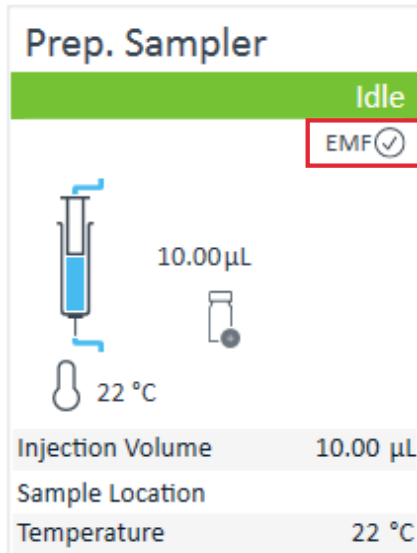 Prep. Sampler
Idle
EMF
10.00 µL
22 °C
Injection Volume 10.00 µL
Sample Location
Temperature 22 °C